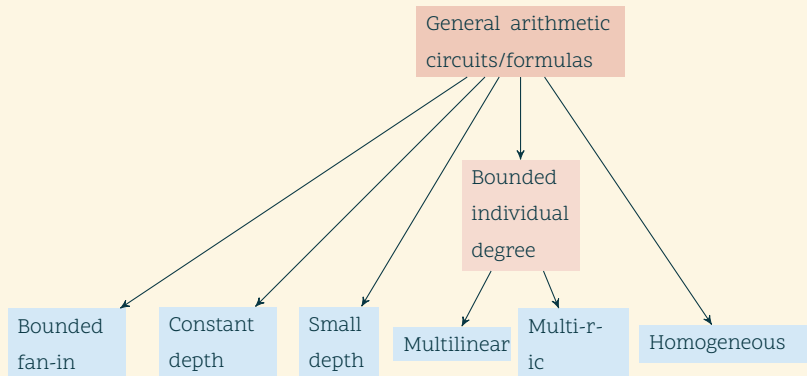 General arithmetic
circuits/formulas
Bounded
individual
degree
Bounded
fan-in
Constant
depth
Small
depth
Multilinear
Multi-r-
ic
Homogeneous